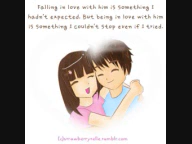 Falling in love with him is something I
hadn't expected. But being in love with him
is something I couldn't stop even if I tried.